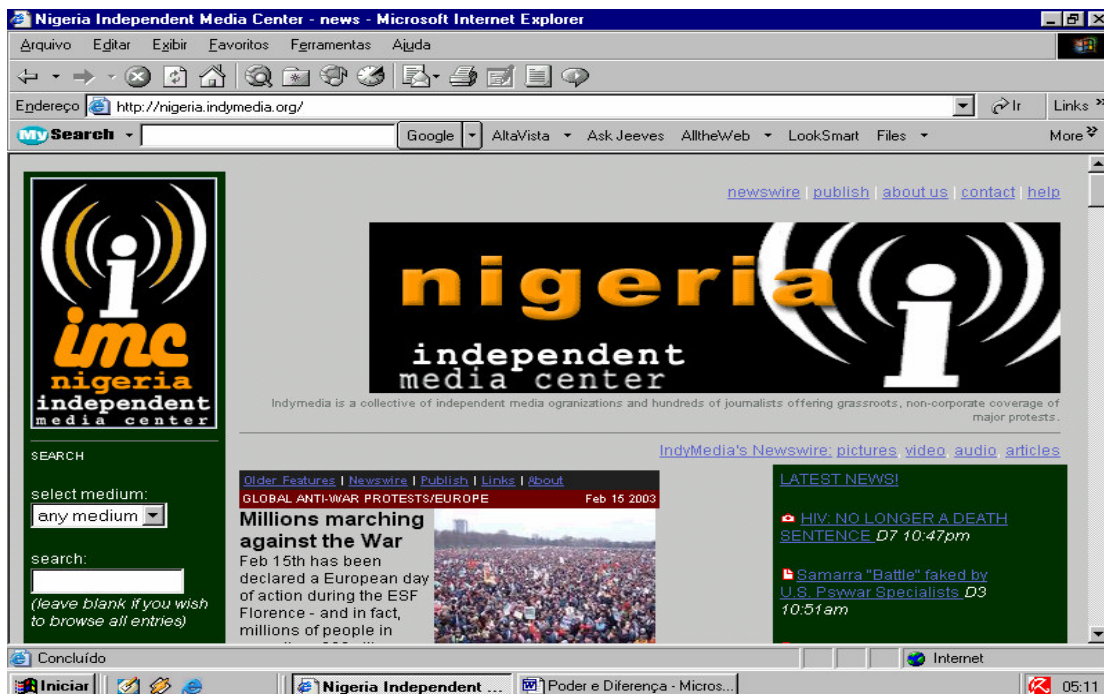 Nigeria Independent Media Center - news - Microsoft Internet Explorer
Arquivo Editar Exibir Favoritos Ferramentas Ajuda
Endereço http://nigeria.indymedia.org/ Ir Links »
My Search Google AltaVista Ask Jeeves AlltheWeb LookSmart Files More »
newswire | publish | about us | contact | help
i
imc
nigeria
independent
media center
nigeria
i
independent
media center
Indymedia is a collective of independent media ogranizations and hundreds of journalists offering grassroots, non-corporate coverage of
major protests.
IndyMedia's Newswire: pictures, video, audio, articles
SEARCH
select medium:
any medium
search:
(leave blank if you wish
to browse all entries)
Older Features | Newswire | Publish | Links | About
GLOBAL ANTI-WAR PROTESTS/EUROPE Feb 15 2003
Millions marching
against the War
Feb 15th has been
declared a European day
of action during the ESF
Florence - and in fact,
millions of people in
LATEST NEWS!
HIV: NO LONGER A DEATH
SENTENCE D7 10:47pm
Samarra "Battle" faked by
U.S. Psywar Specialists D3
10:51am
Concluído Internet
Iniciar Nigeria Independent ... Poder e Diferença - Micros... 05:11